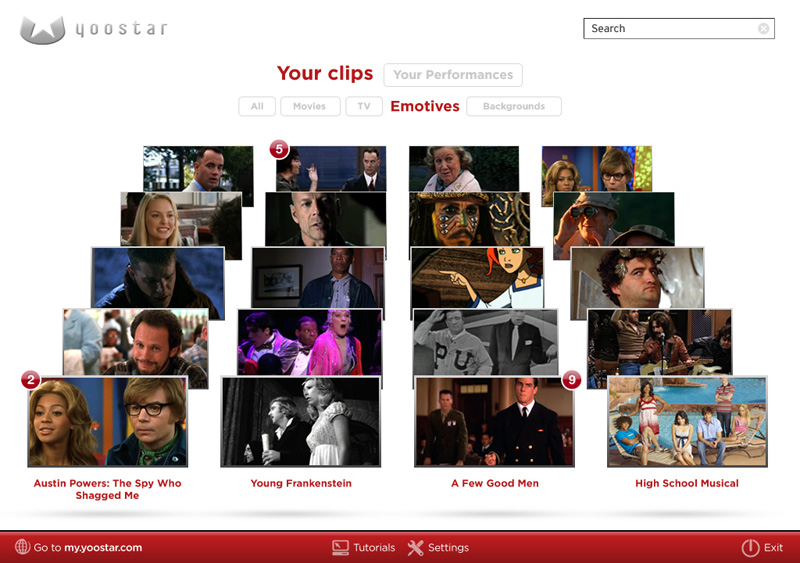 yoostar
Search
Your clips
Your Performances
All
Movies
TV
Emotives
Backgrounds
5
2
PU
9
Austin Powers: The Spy Who
Shagged Me
Young Frankenstein
A Few Good Men
High School Musical
Go to my.yoostar.com
Tutorials
Settings
Exit